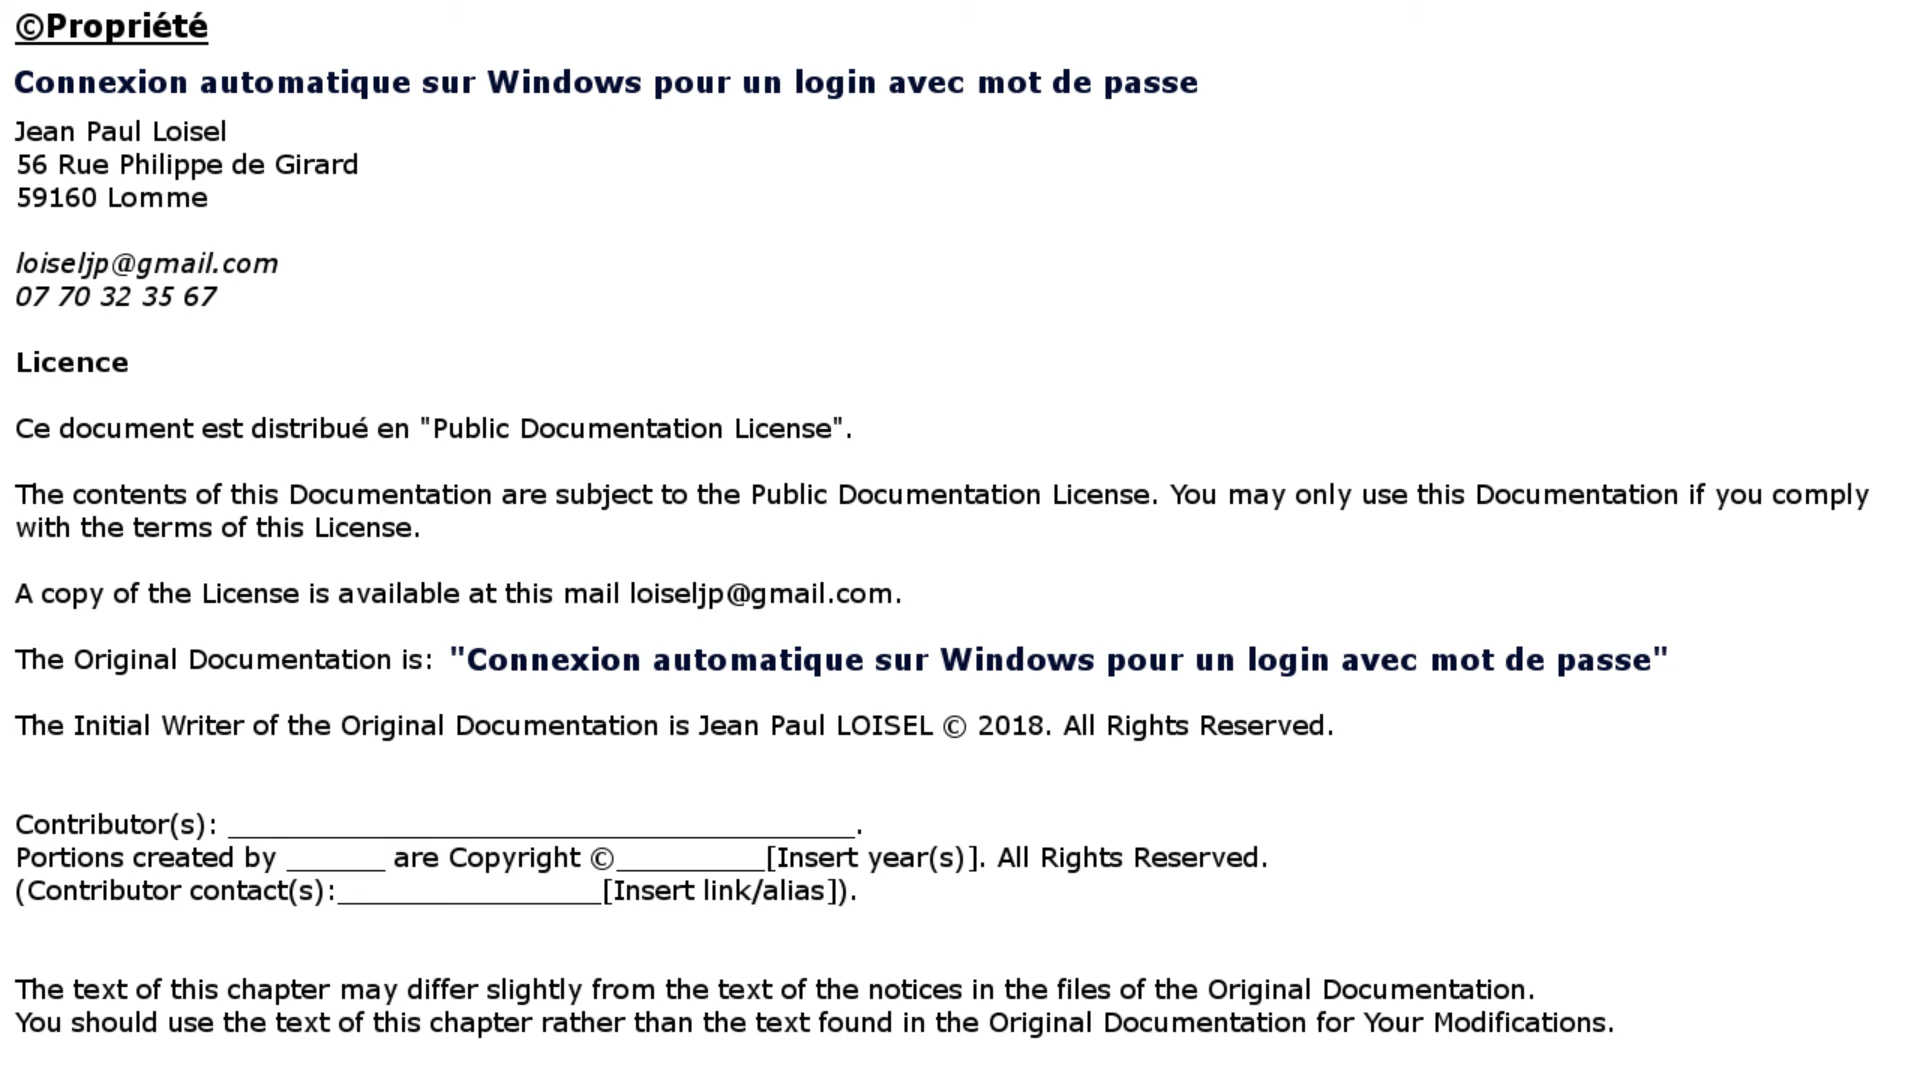 ©Propriété
Connexion automatique sur Windows pour un login avec mot de passe
Jean Paul Loisel
56 Rue Philippe de Girard
59160 Lomme
loiseljp@gmail.com
07 70 32 35 67
Licence
Ce document est distribué en "Public Documentation License".
The contents of this Documentation are subject to the Public Documentation License. You may only use this Documentation if you comply
with the terms of this License.
A copy of the License is available at this mail loiseljp@gmail.com.
The Original Documentation is: "Connexion automatique sur Windows pour un login avec mot de passe"
The Initial Writer of the Original Documentation is Jean Paul LOISEL © 2018. All Rights Reserved.
Contributor(s): ______________________________________.
Portions created by ______ are Copyright ©_________[Insert year(s)]. All Rights Reserved.
(Contributor contact(s):________________[Insert link/alias]).
The text of this chapter may differ slightly from the text of the notices in the files of the Original Documentation.
You should use the text of this chapter rather than the text found in the Original Documentation for Your Modifications.